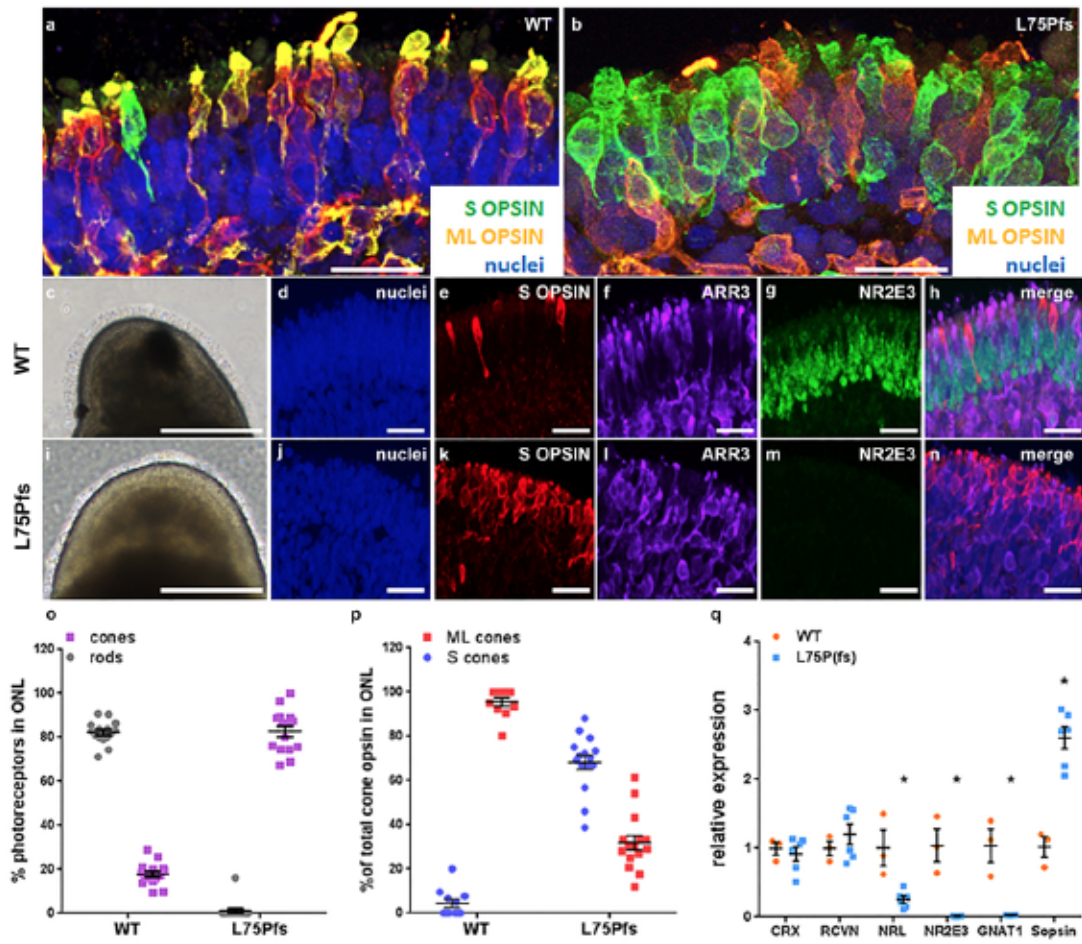 a
WT
b
L75Pfs
S OPSIN
ML OPSIN
nuclei
S OPSIN
ML OPSIN
nuclei
WT
c
d
nuclei
e
S OPSIN
f
ARR3
g
NR2E3
h
merge
L75Pfs
i
j
nuclei
k
S OPSIN
l
ARR3
m
NR2E3
n
merge
o
cones
rods
% photoreceptors in ONL
120
100
80
60
40
20
0
WT
L75Pfs
p
ML cones
S cones
% of total cone opsin in ONL
120
100
80
60
40
20
0
WT
L75Pfs
q
WT
L75P(fs)
relative expression
4
3
2
1
0
*
*
*
*
CRX
RCVN
NRL
NR2E3
GNAT1
Sopsin